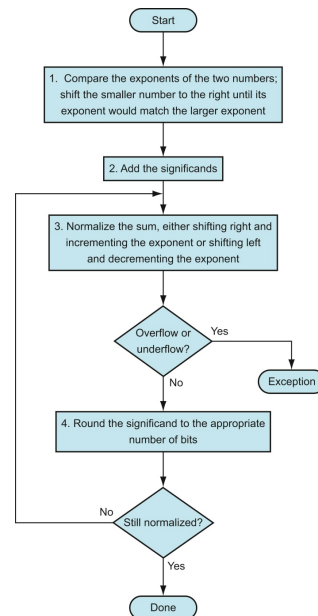 Start
1. Compare the exponents of the two numbers;
shift the smaller number to the right until its
exponent would match the larger exponent
2. Add the significands
3. Normalize the sum, either shifting right and
incrementing the exponent or shifting left
and decrementing the exponent
Overflow or
underflow?
Yes
Exception
No
4. Round the significand to the appropriate
number of bits
No
Still normalized?
Yes
Done